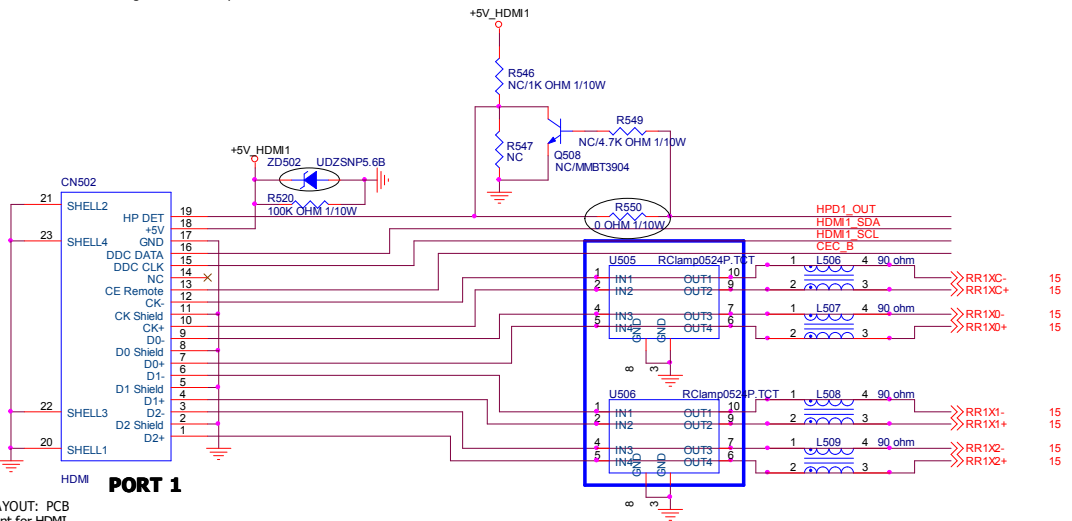 +5V_HDMI1
R546
NC/1K OHM 1/10W
R549
NC/4.7K OHM 1/10W
R547
NC
Q508
NC/MMBT3904
+5V_HDMI1
ZD502 UDZSNP5.6B
R520
100K OHM 1/10W
CN502
R550
0 OHM 1/10W
HPD1_OUT
HDMI1_SDA
HDMI1_SCL
CEC_B
21 SHELL2
23 SHELL4
22 SHELL3
20 SHELL1
HP DET 19
+5V 18
GND 17
DDC DATA 16
DDC CLK 15
NC 14
CE Remote 13
CK- 12
CK Shield 11
CK+ 10
D0- 9
D0 Shield 8
D0+ 7
D1- 6
D1 Shield 5
D1+ 4
D2- 3
D2 Shield 2
D2+ 1
HDMI
PORT 1
U505 RClamp0524P.TCT
1 IN1 OUT1 10
2 IN2 OUT2 9
4 IN3 OUT3 7
5 IN4 OUT4 6
GND GND
8 3
1 L506 4 90 ohm
2 3
RR1XC- 15
RR1XC+ 15
1 L507 4 90 ohm
2 3
RR1X0- 15
RR1X0+ 15
U506 RClamp0524P.TCT
1 IN1 OUT1 10
2 IN2 OUT2 9
4 IN3 OUT3 7
5 IN4 OUT4 6
GND GND
8 3
1 L508 4 90 ohm
2 3
RR1X1- 15
RR1X1+ 15
1 L509 4 90 ohm
2 3
RR1X2- 15
RR1X2+ 15
AYOUT: PCB
nt for HDMI